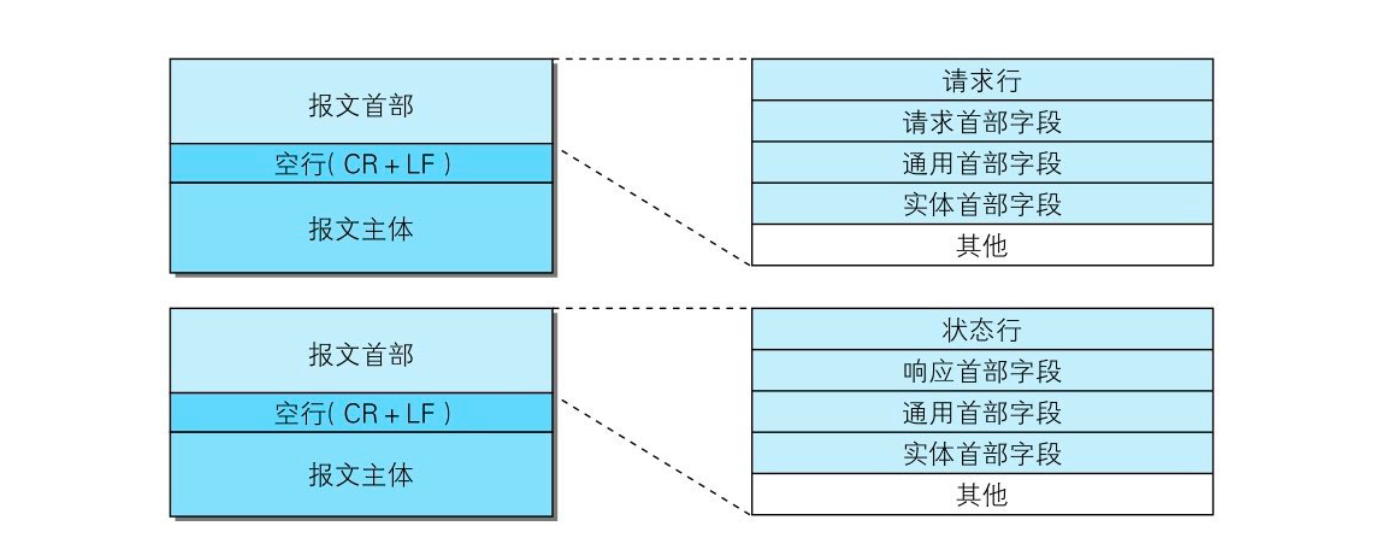 报文首部
空行( CR + LF )
报文主体
请求行
请求首部字段
通用首部字段
实体首部字段
其他
报文首部
空行( CR + LF )
报文主体
状态行
响应首部字段
通用首部字段
实体首部字段
其他